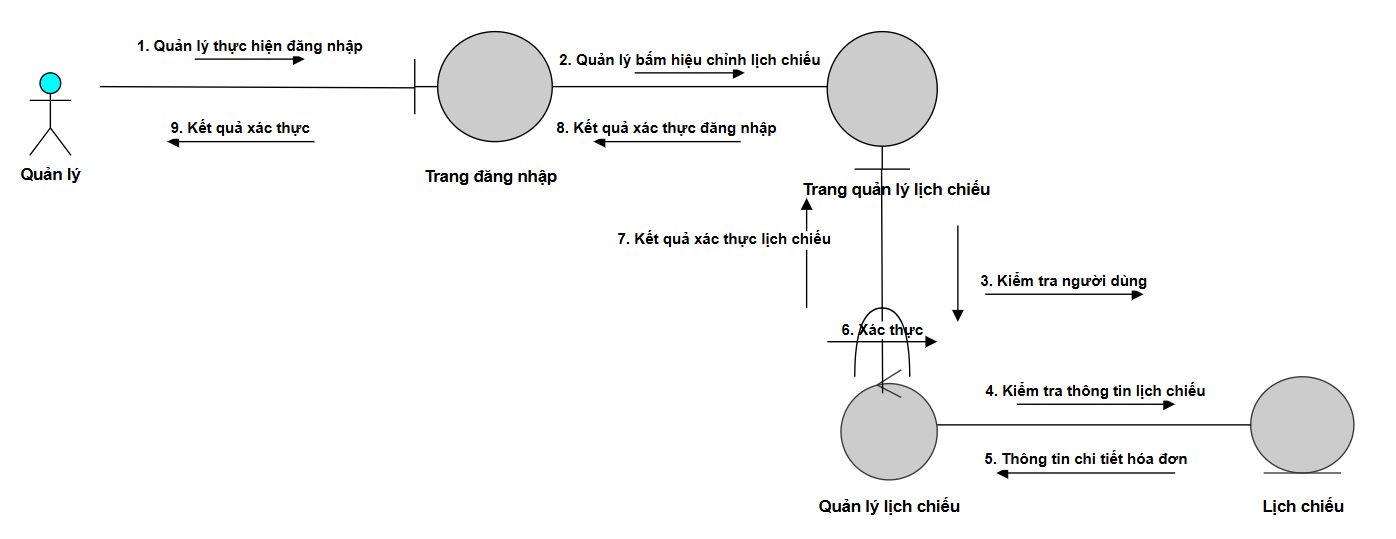 1. Quản lý thực hiện đăng nhập
2. Quản lý bấm hiệu chỉnh lịch chiếu
9. Kết quả xác thực
8. Kết quả xác thực đăng nhập
Quản lý
Trang đăng nhập
Trang quản lý lịch chiếu
7. Kết quả xác thực lịch chiếu
3. Kiểm tra người dùng
6. Xác thực
4. Kiểm tra thông tin lịch chiếu
5. Thông tin chi tiết hóa đơn
Quản lý lịch chiếu
Lịch chiếu